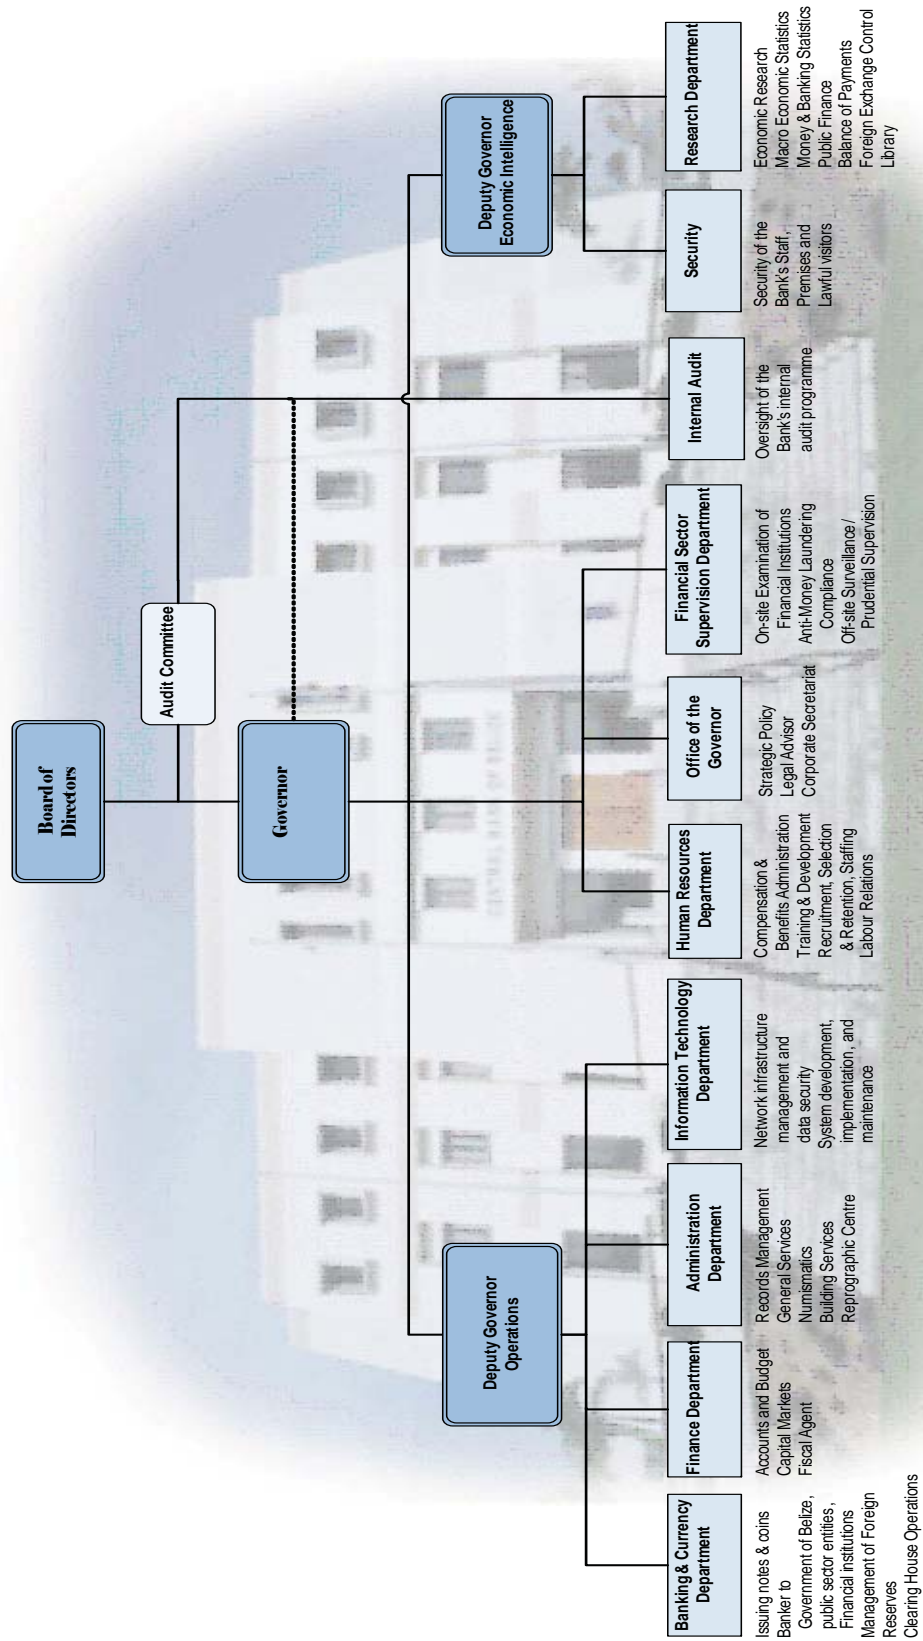 Board of
Directors
Audit Committee
Governor
Deputy Governor
Operations
Deputy Governor
Economic Intelligence
Banking & Currency
Department
Issuing notes & coins
Banker to
Government of Belize,
public sector entities,
Financial institutions
Management of Foreign
Reserves
Clearing House Operations
Finance Department
Accounts and Budget
Capital Markets
Fiscal Agent
Administration
Department
Records Management
General Services
Numismatics
Building Services
Reprographic Centre
Information Technology
Department
Network infrastructure
management and
data security
System development,
implementation, and
maintenance
Human Resources
Department
Compensation &
Benefits Administration
Training & Development
Recruitment, Selection
& Retention, Staffing
Labour Relations
Office of the
Governor
Strategic Policy
Legal Advisor
Corporate Secretariat
Financial Sector
Supervision Department
On-site Examination of
Financial Institutions
Anti-Money Laundering
Compliance
Off-site Surveillance /
Prudential Supervision
Internal Audit
Oversight of the
Bank's internal
audit programme
Security
Security of the
Bank's Staff,
Premises and
Lawful visitors
Research Department
Economic Research
Macro Economic Statistics
Money & Banking Statistics
Public Finance
Balance of Payments
Foreign Exchange Control
Library